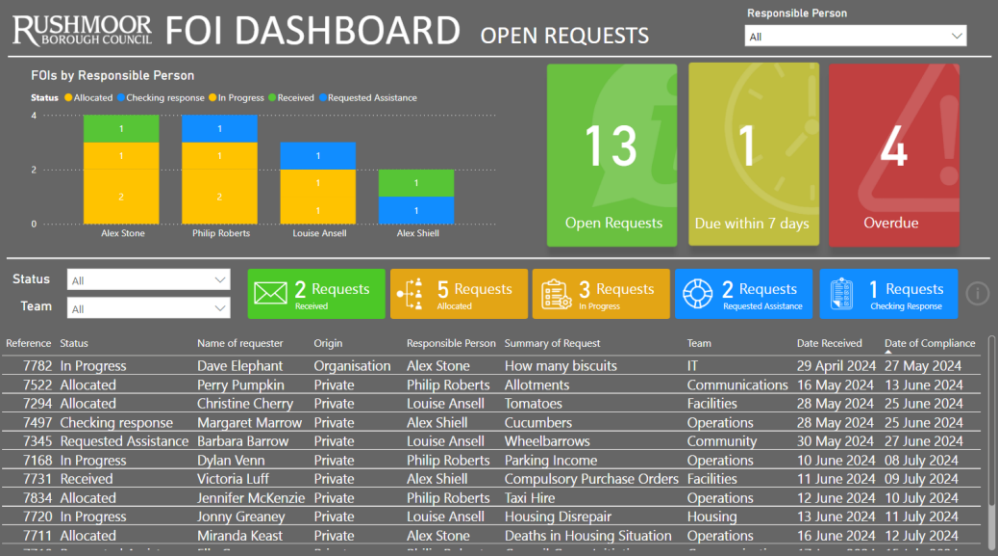 RUSHMOOR
BOROUGH COUNCIL
FOI DASHBOARD OPEN REQUESTS
Responsible Person
All
FOIs by Responsible Person
Status Allocated Checking response In Progress Received Requested Assistance
4
2
0
1
1
2
1
1
2
1
1
1
1
1
Alex Stone Philip Roberts Louise Ansell Alex Shiell
13
Open Requests
1
Due within 7 days
4
Overdue
Status
All
Team
All
2 Requests
Received
5 Requests
Allocated
3 Requests
In Progress
2 Requests
Requested Assistance
1 Requests
Checking Response
Reference Status Name of requester Origin Responsible Person Summary of Request Team Date Received Date of Compliance
7782 In Progress Dave Elephant Organisation Alex Stone How many biscuits IT 29 April 2024 27 May 2024
7522 Allocated Perry Pumpkin Private Philip Roberts Allotments Communications 16 May 2024 13 June 2024
7294 Allocated Christine Cherry Private Louise Ansell Tomatoes Facilities 28 May 2024 25 June 2024
7497 Checking response Margaret Marrow Private Alex Shiell Cucumbers Operations 28 May 2024 25 June 2024
7345 Requested Assistance Barbara Barrow Private Louise Ansell Wheelbarrows Community 30 May 2024 27 June 2024
7168 In Progress Dylan Venn Private Philip Roberts Parking Income Operations 10 June 2024 08 July 2024
7731 Received Victoria Luff Private Alex Shiell Compulsory Purchase Orders Facilities 11 June 2024 09 July 2024
7834 Allocated Jennifer McKenzie Private Philip Roberts Taxi Hire Operations 12 June 2024 10 July 2024
7720 In Progress Jonny Greaney Private Louise Ansell Housing Disrepair Housing 13 June 2024 11 July 2024
7711 Allocated Miranda Keast Private Alex Stone Deaths in Housing Situation Operations 16 June 2024 12 July 2024